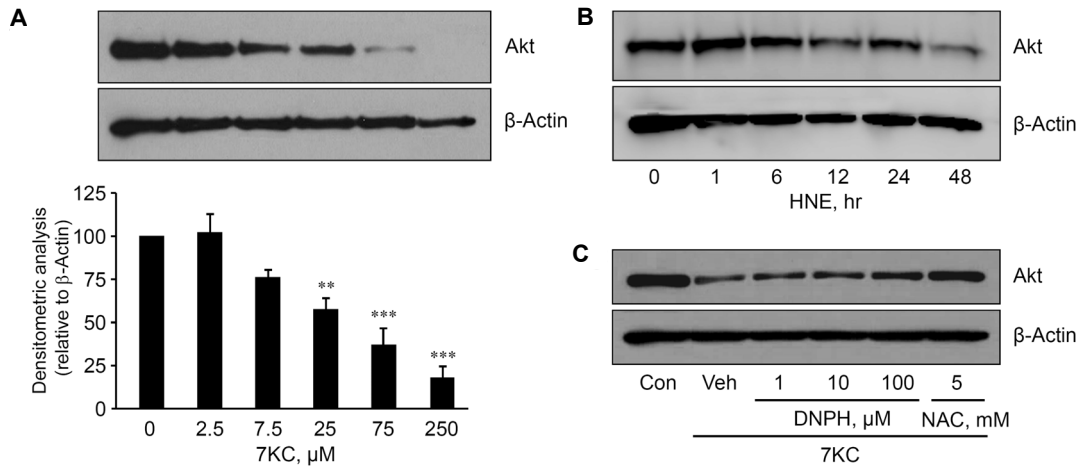 A
Akt
β-Actin
125
100
75
50
25
0
Densitometric analysis
(relative to β-Actin)
**
***
***
0 2.5 7.5 25 75 250
7KC, μM
B
Akt
β-Actin
0 1 6 12 24 48
HNE, hr
C
Akt
β-Actin
Con Veh 1 10 100 5
DNPH, μM NAC, mM
7KC